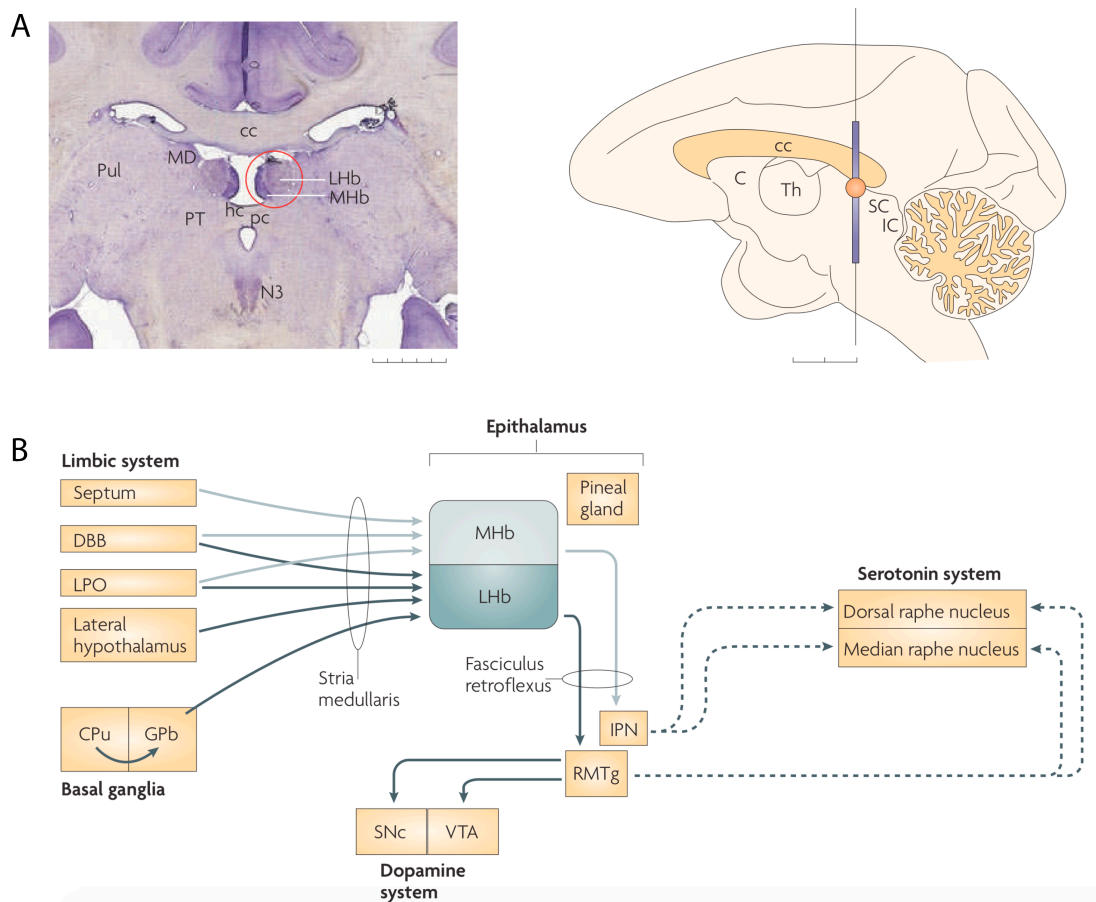 A
cc
MD
Pul
LHb
MHb
hc
PT
pc
N3
cc
C
Th
SC
IC
B
Epithalamus
Limbic system
Septum
Pineal
gland
MHb
DBB
LPO
LHb
Serotonin system
Dorsal raphe nucleus
Lateral
hypothalamus
Median raphe nucleus
Stria
medullaris
Fasciculus
retroflexus
CPu
GPb
IPN
RMTg
Basal ganglia
SNc
VTA
Dopamine
system